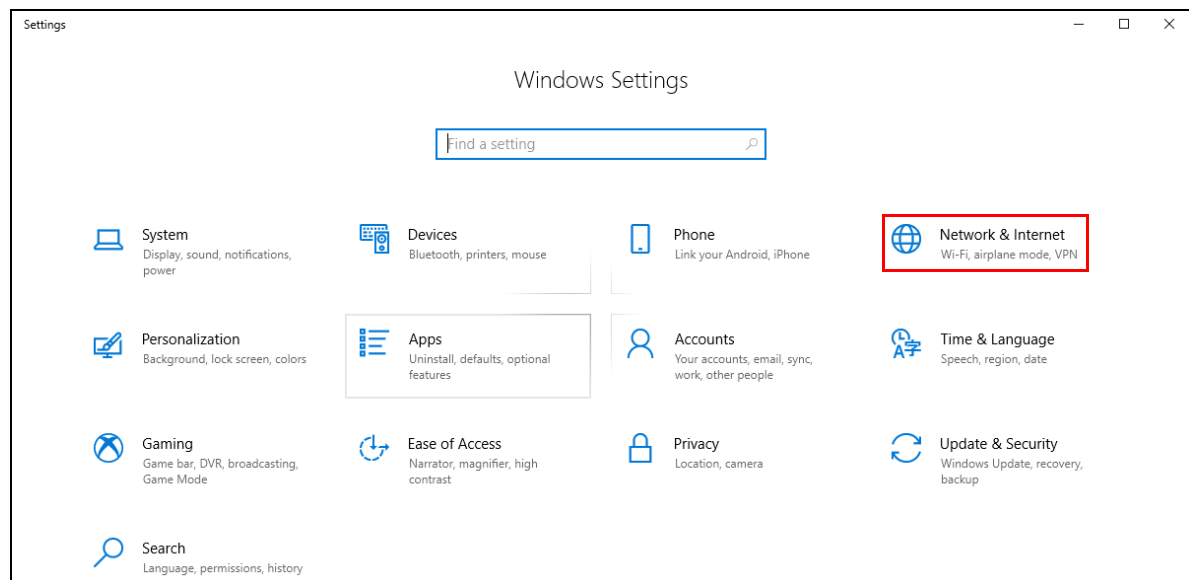 Settings
Windows Settings
Find a setting
System
Display, sound, notifications,
power
Devices
Bluetooth, printers, mouse
Phone
Link your Android, iPhone
Network & Internet
Wi-Fi, airplane mode, VPN
Personalization
Background, lock screen, colors
Apps
Uninstall, defaults, optional
features
Accounts
Your accounts, email, sync,
work, other people
Time & Language
Speech, region, date
Gaming
Game bar, DVR, broadcasting,
Game Mode
Ease of Access
Narrator, magnifier, high
contrast
Privacy
Location, camera
Update & Security
Windows Update, recovery,
backup
Search
Language, permissions, history